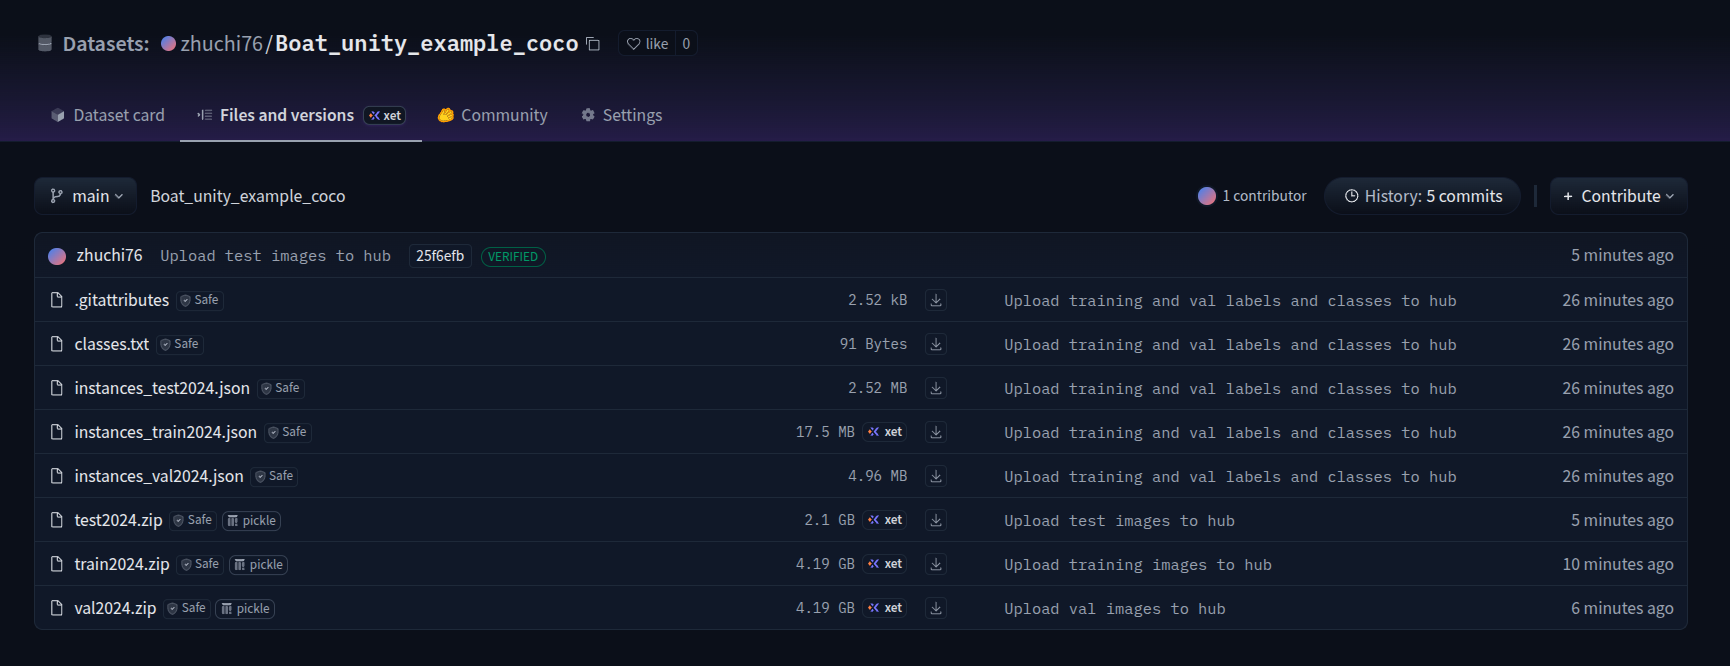 Datasets: zhuchi76/Boat_unity_example_coco like 0
Dataset card Files and versions xet Community Settings
main Boat_unity_example_coco 1 contributor History: 5 commits + Contribute
zhuchi76 Upload test images to hub 25f6efb VERIFIED 5 minutes ago
.gitattributes Safe 2.52 kB Upload training and val labels and classes to hub 26 minutes ago
classes.txt Safe 91 Bytes Upload training and val labels and classes to hub 26 minutes ago
instances_test2024.json Safe 2.52 MB Upload training and val labels and classes to hub 26 minutes ago
instances_train2024.json Safe 17.5 MB xet Upload training and val labels and classes to hub 26 minutes ago
instances_val2024.json Safe 4.96 MB Upload training and val labels and classes to hub 26 minutes ago
test2024.zip Safe pickle 2.1 GB xet Upload test images to hub 5 minutes ago
train2024.zip Safe pickle 4.19 GB xet Upload training images to hub 10 minutes ago
val2024.zip Safe pickle 4.19 GB xet Upload val images to hub 6 minutes ago